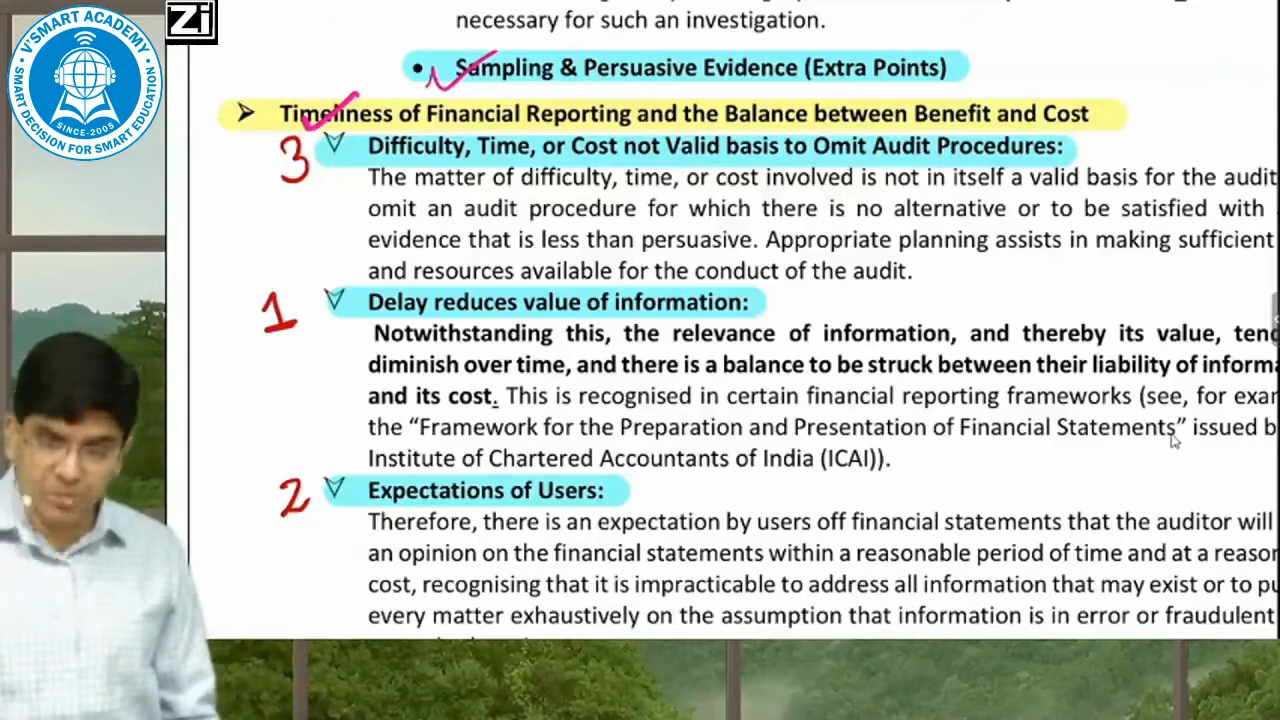 V'SMART ACADEMY
SMART DECISION FOR SMART EDUCATION
SINCE-2005
Zi
necessary for such an investigation.
• Sampling & Persuasive Evidence (Extra Points)
➢ Timeliness of Financial Reporting and the Balance between Benefit and Cost
3 Difficulty, Time, or Cost not Valid basis to Omit Audit Procedures:
The matter of difficulty, time, or cost involved is not in itself a valid basis for the audit
omit an audit procedure for which there is no alternative or to be satisfied with
evidence that is less than persuasive. Appropriate planning assists in making sufficient
and resources available for the conduct of the audit.
1 Delay reduces value of information:
Notwithstanding this, the relevance of information, and thereby its value,
diminish over time, and there is a balance to be struck between their liability of
and its cost. This is recognised in certain financial reporting frameworks (see, for
the “Framework for the Preparation and Presentation of Financial Statements” issued
Institute of Chartered Accountants of India (ICAI)).
2 Expectations of Users:
Therefore, there is an expectation by users off financial statements that the auditor will
an opinion on the financial statements within a reasonable period of time and at a
cost, recognising that it is impracticable to address all information that may exist or to
every matter exhaustively on the assumption that information is in error or fraudulent